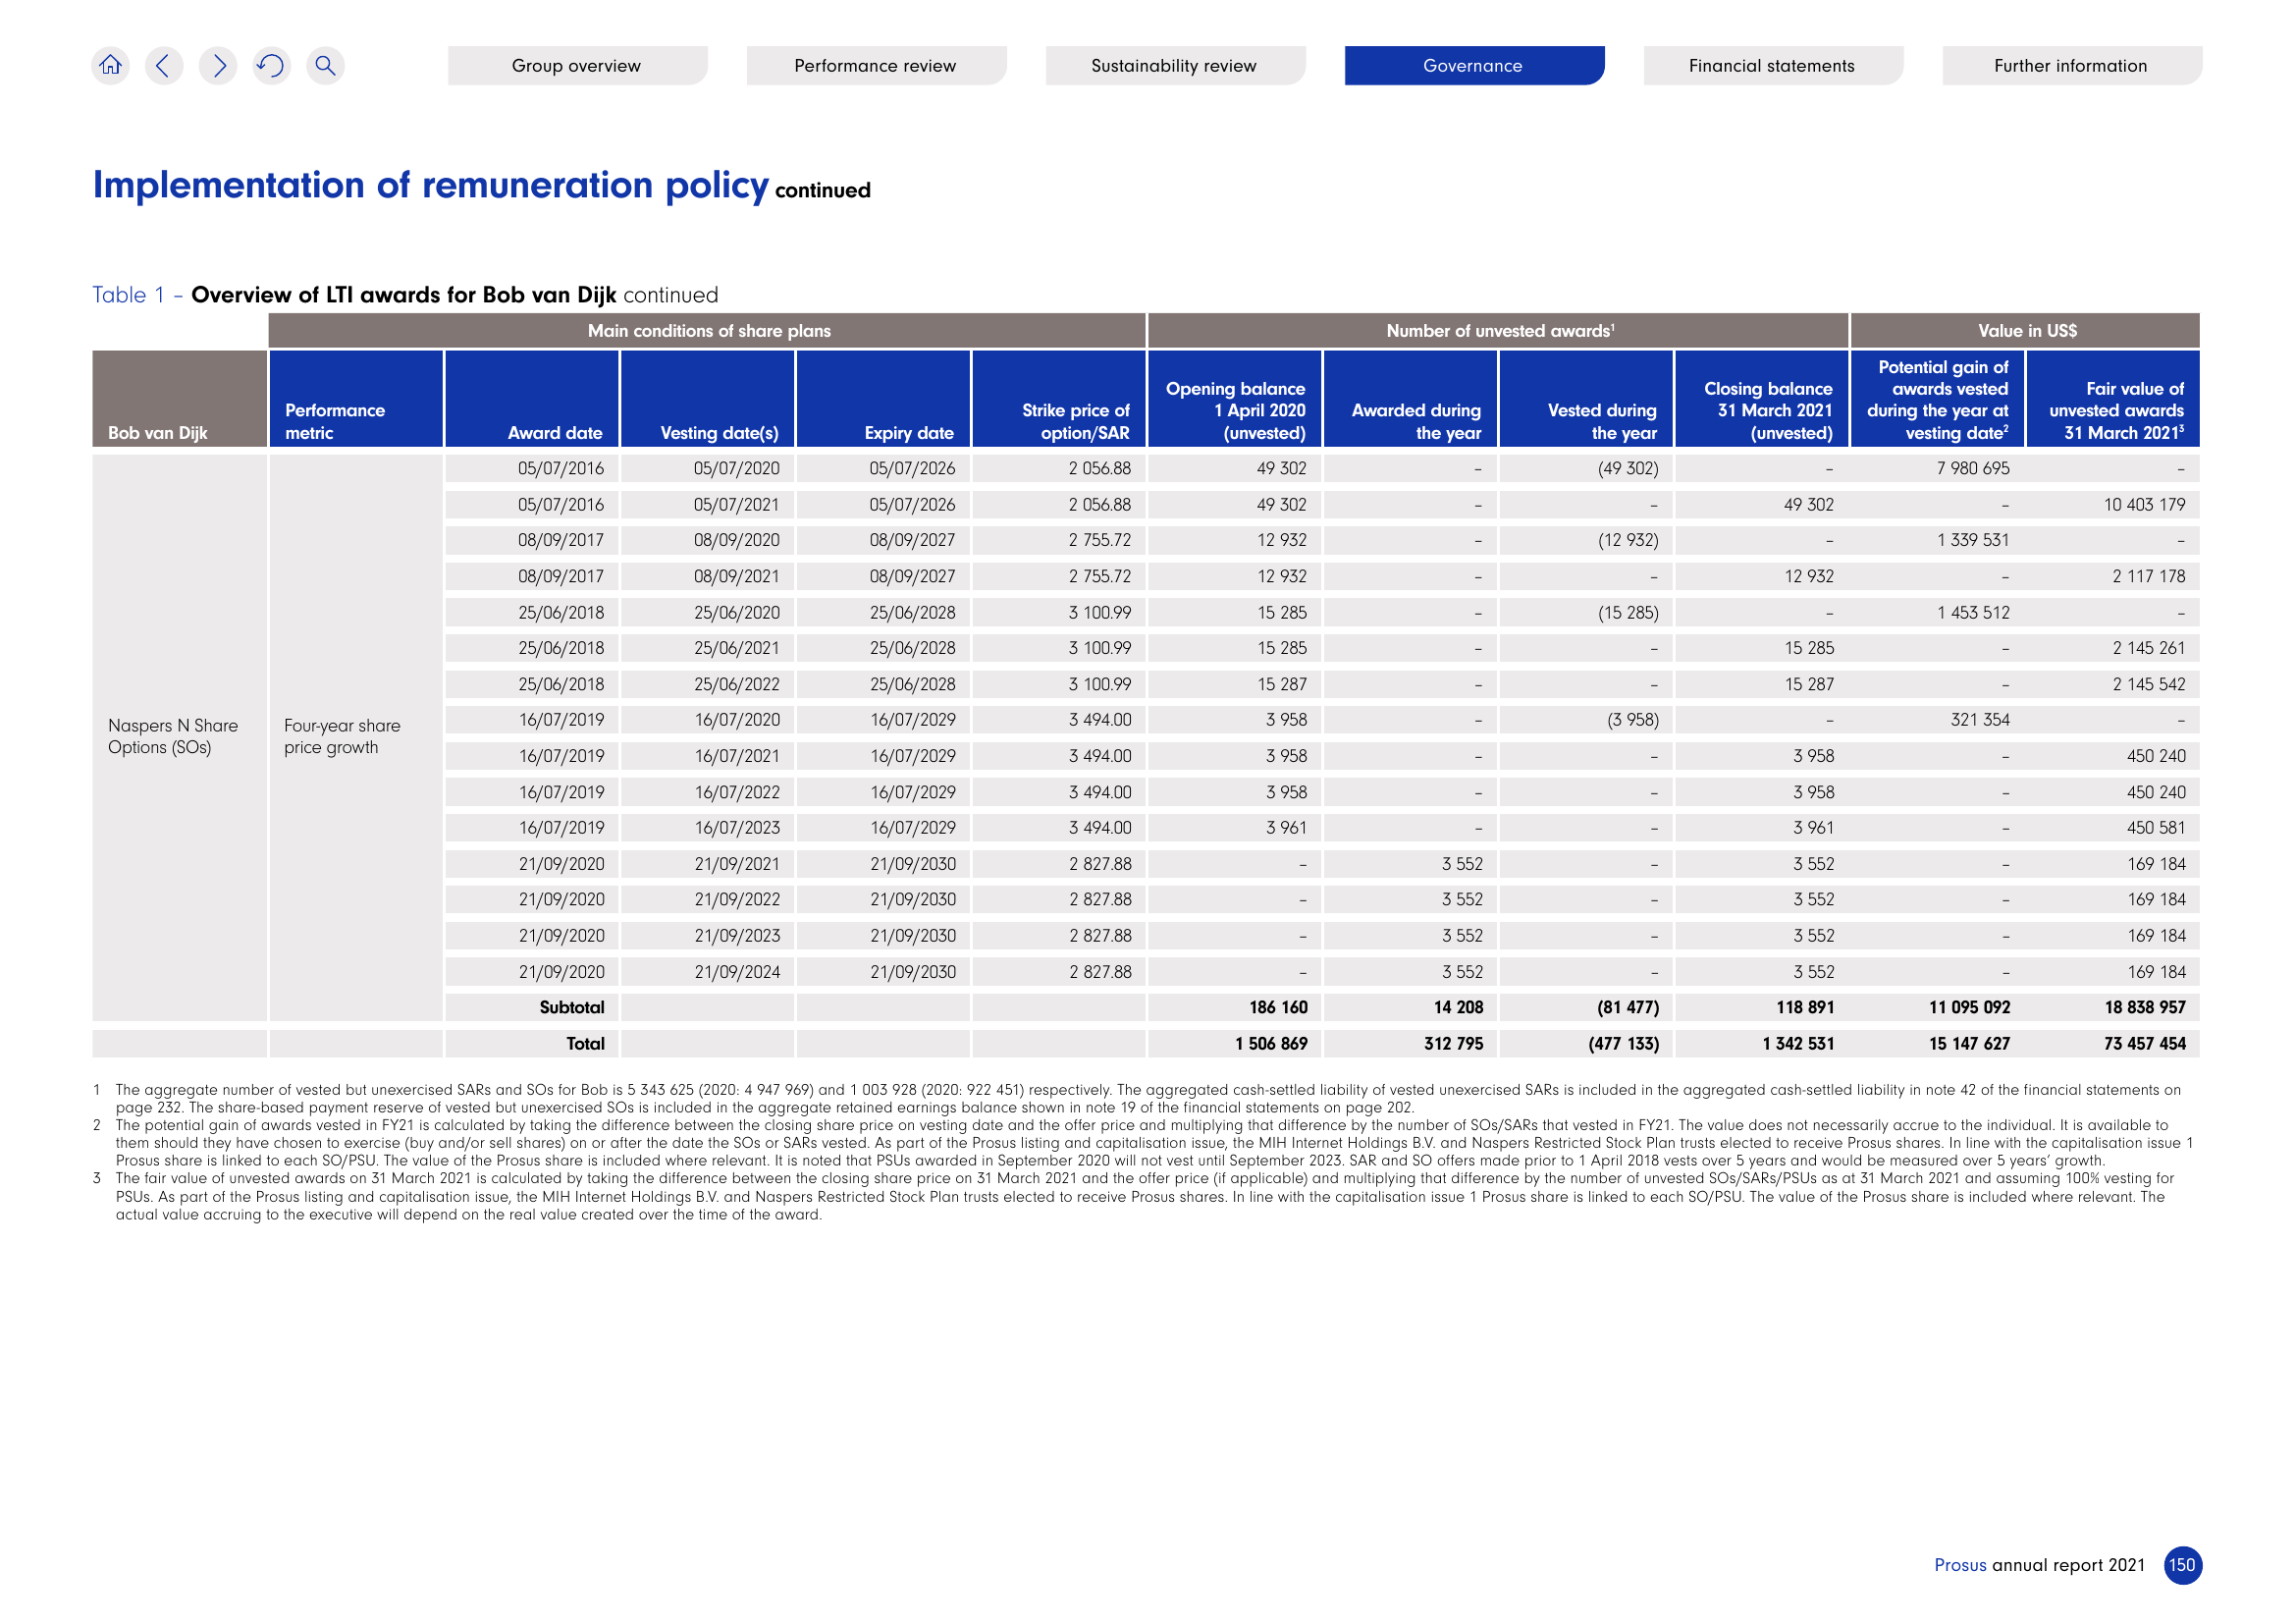 Group overview
Performance review
Sustainability review
Governance
Financial statements
Further information
Implementation of remuneration policy continued
Table 1 – Overview of LTI awards for Bob van Dijk continued
Main conditions of share plans Number of unvested awards1 Value in US$
Bob van Dijk Performance metric Award date Vesting date(s) Expiry date Strike price of option/SAR Opening balance 1 April 2020 (unvested) Awarded during the year Vested during the year Closing balance 31 March 2021 (unvested) Potential gain of awards vested during the year at vesting date2 Fair value of unvested awards 31 March 20213
Naspers N Share Options (SOs) Four-year share price growth
05/07/2016 05/07/2020 05/07/2026 2 056.88 49 302 – (49 302) – 7 980 695 –
05/07/2016 05/07/2021 05/07/2026 2 056.88 49 302 – – 49 302 – 10 403 179
08/09/2017 08/09/2020 08/09/2027 2 755.72 12 932 – (12 932) – 1 339 531 –
08/09/2017 08/09/2021 08/09/2027 2 755.72 12 932 – – 12 932 – 2 117 178
25/06/2018 25/06/2020 25/06/2028 3 100.99 15 285 – (15 285) – 1 453 512 –
25/06/2018 25/06/2021 25/06/2028 3 100.99 15 285 – – 15 285 – 2 145 261
25/06/2018 25/06/2022 25/06/2028 3 100.99 15 287 – – 15 287 – 2 145 542
16/07/2019 16/07/2020 16/07/2029 3 494.00 3 958 – (3 958) – 321 354 –
16/07/2019 16/07/2021 16/07/2029 3 494.00 3 958 – – 3 958 – 450 240
16/07/2019 16/07/2022 16/07/2029 3 494.00 3 958 – – 3 958 – 450 240
16/07/2019 16/07/2023 16/07/2029 3 494.00 3 961 – – 3 961 – 450 581
21/09/2020 21/09/2021 21/09/2030 2 827.88 – 3 552 – 3 552 – 169 184
21/09/2020 21/09/2022 21/09/2030 2 827.88 – 3 552 – 3 552 – 169 184
21/09/2020 21/09/2023 21/09/2030 2 827.88 – 3 552 – 3 552 – 169 184
21/09/2020 21/09/2024 21/09/2030 2 827.88 – 3 552 – 3 552 – 169 184
Subtotal 186 160 14 208 (81 477) 118 891 11 095 092 18 838 957
Total 1 506 869 312 795 (477 133) 1 342 531 15 147 627 73 457 454
1 The aggregate number of vested but unexercised SARs and SOs for Bob is 5 343 625 (2020: 4 947 969) and 1 003 928 (2020: 922 451) respectively. The aggregated cash-settled liability of vested unexercised SARs is included in the aggregated cash-settled liability in note 42 of the financial statements on
page 232. The share-based payment reserve of vested but unexercised SOs is included in the aggregate retained earnings balance shown in note 19 of the financial statements on page 202.
2 The potential gain of awards vested in FY21 is calculated by taking the difference between the closing share price on vesting date and the offer price and multiplying that difference by the number of SOs/SARs that vested in FY21. The value does not necessarily accrue to the individual. It is available to
them should they have chosen to exercise (buy and/or sell shares) on or after the date the SOs or SARs vested. As part of the Prosus listing and capitalisation issue, the MIH Internet Holdings B.V. and Naspers Restricted Stock Plan trusts elected to receive Prosus shares. In line with the capitalisation issue 1
Prosus share is linked to each SO/PSU. The value of the Prosus share is included where relevant. It is noted that PSUs awarded in September 2020 will not vest until September 2023. SAR and SO offers made prior to 1 April 2018 vests over 5 years and would be measured over 5 years’ growth.
3 The fair value of unvested awards on 31 March 2021 is calculated by taking the difference between the closing share price on 31 March 2021 and the offer price (if applicable) and multiplying that difference by the number of unvested SOs/SARs/PSUs as at 31 March 2021 and assuming 100% vesting for
PSUs. As part of the Prosus listing and capitalisation issue, the MIH Internet Holdings B.V. and Naspers Restricted Stock Plan trusts elected to receive Prosus shares. In line with the capitalisation issue 1 Prosus share is linked to each SO/PSU. The value of the Prosus share is included where relevant. The
actual value accruing to the executive will depend on the real value created over the time of the award.
Prosus annual report 2021 150